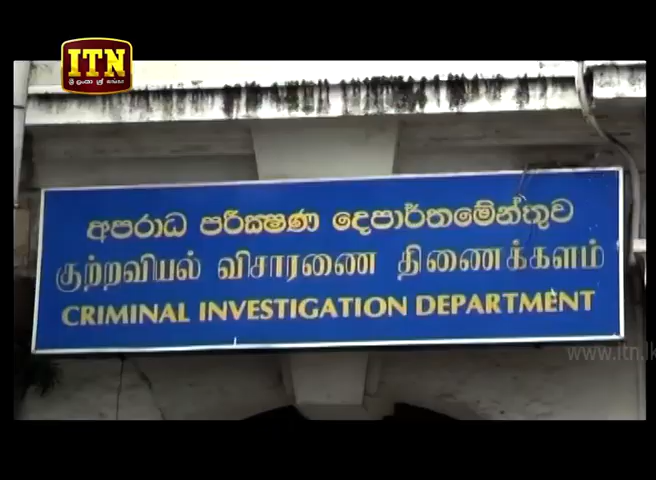 ITN
අපරාධ පරීක්ෂණ දෙපාර්තමේන්තුව
குற்றவியல் விசாரணை திணைக்களம்
CRIMINAL INVESTIGATION DEPARTMENT
www.itn.lk